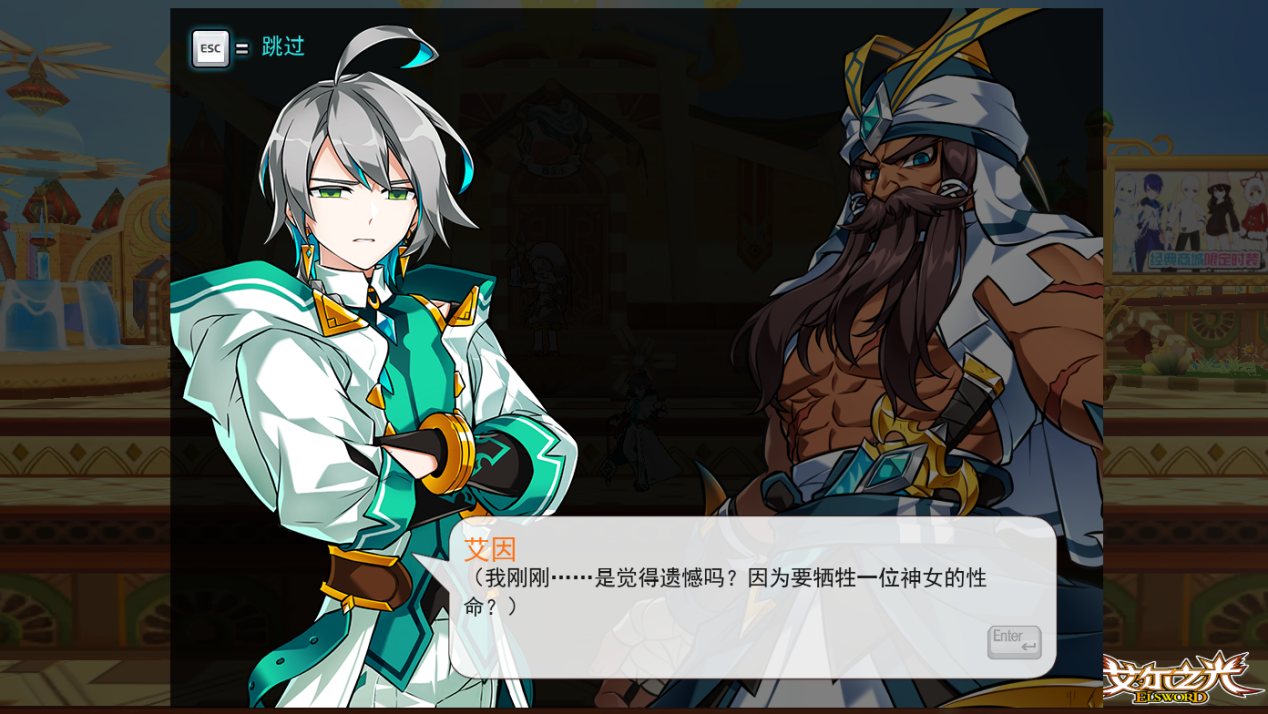 ESC = 跳过
经典商城限定时装
艾因
（我刚刚……是觉得遗憾吗？因为要牺牲一位神女的性
命？）
Enter
艾尔之光
ELSWORD